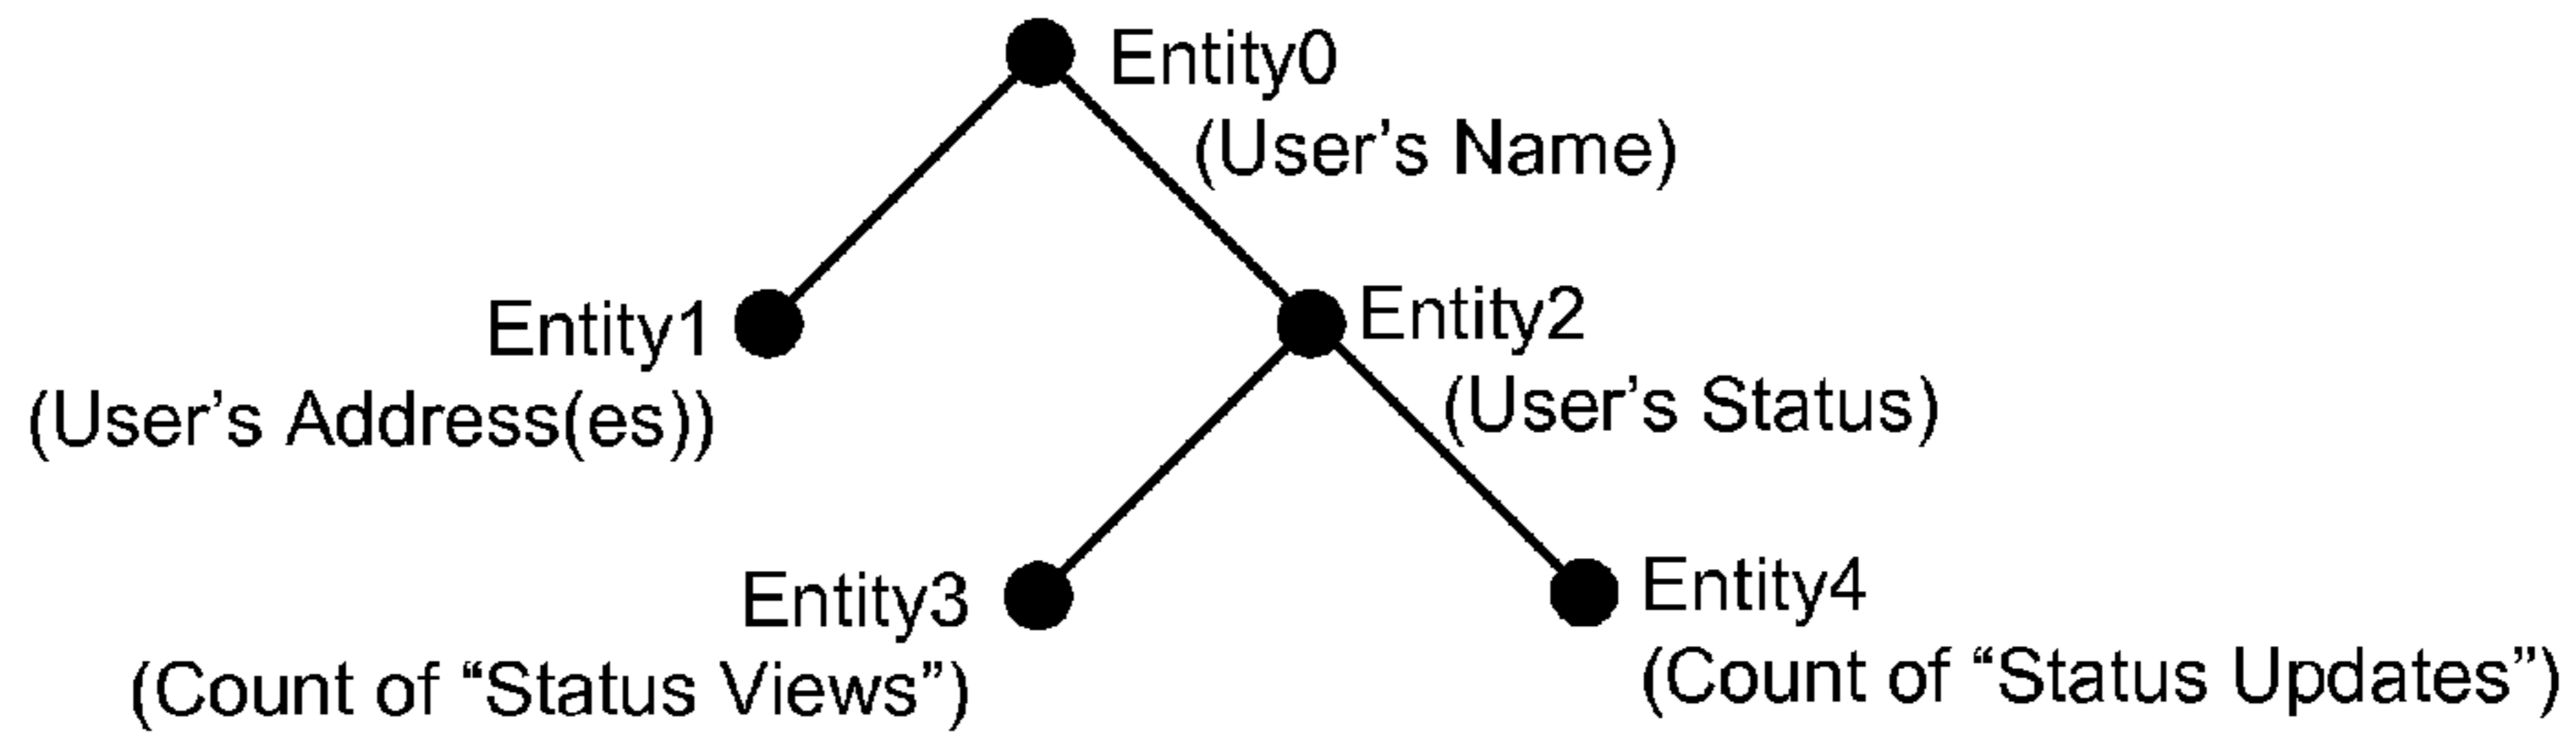 Entity0
(User’s Name)
Entity1
(User’s Address(es))
Entity2
(User’s Status)
Entity3
(Count of “Status Views”)
Entity4
(Count of “Status Updates”)